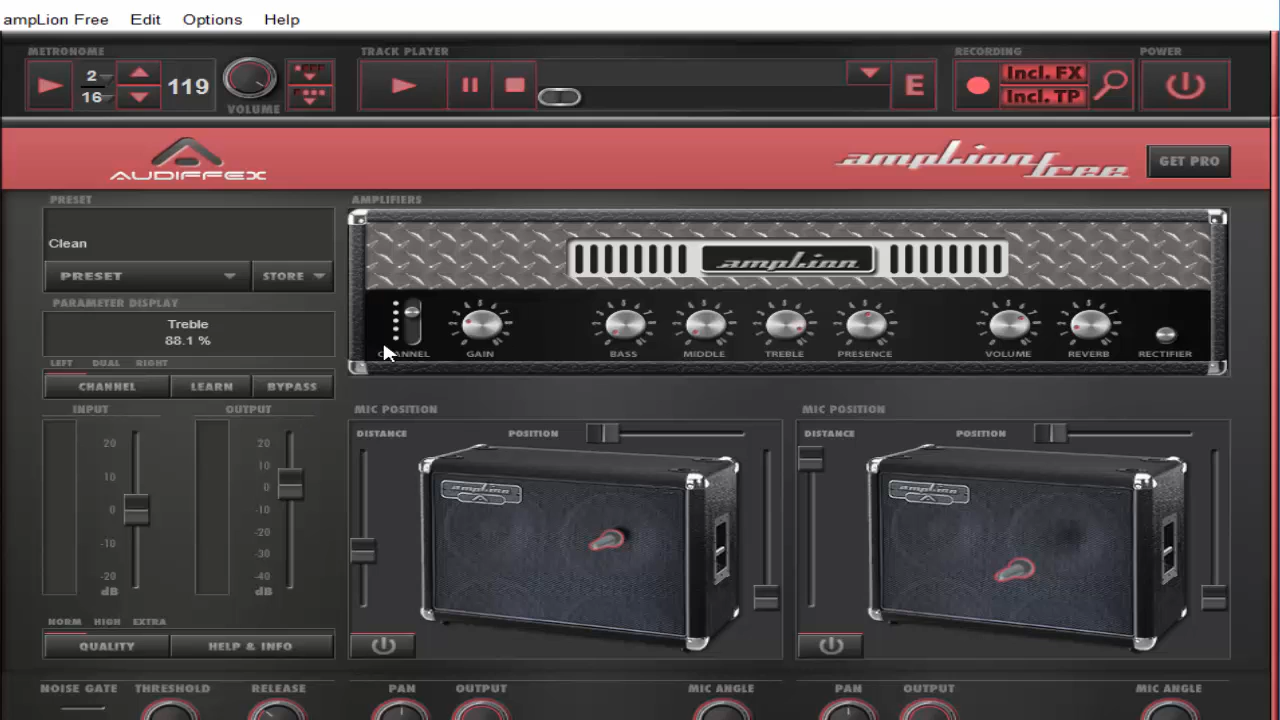 ampLion Free Edit Options Help
METRONOME TRACK PLAYER RECORDING POWER
2
16
119
VOLUME
E
Incl. FX
Incl. TP
AUDIFFEX
ampLion free
GET PRO
PRESET
Clean
PRESET STORE
PARAMETER DISPLAY
Treble
88.1 %
LEFT DUAL RIGHT
CHANNEL LEARN BYPASS
INPUT OUTPUT
20
10
0
-10
-20
dB
20
10
0
-10
-20
-30
-40
dB
NORM HIGH EXTRA
QUALITY HELP & INFO
NOISE GATE THRESHOLD RELEASE
AMPLIFIERS
ampLion
GAIN BASS MIDDLE TREBLE PRESENCE VOLUME REVERB RECTIFIER
MIC POSITION
DISTANCE POSITION
ampLion
PAN OUTPUT MIC ANGLE
MIC POSITION
DISTANCE POSITION
ampLion
PAN OUTPUT MIC ANGLE